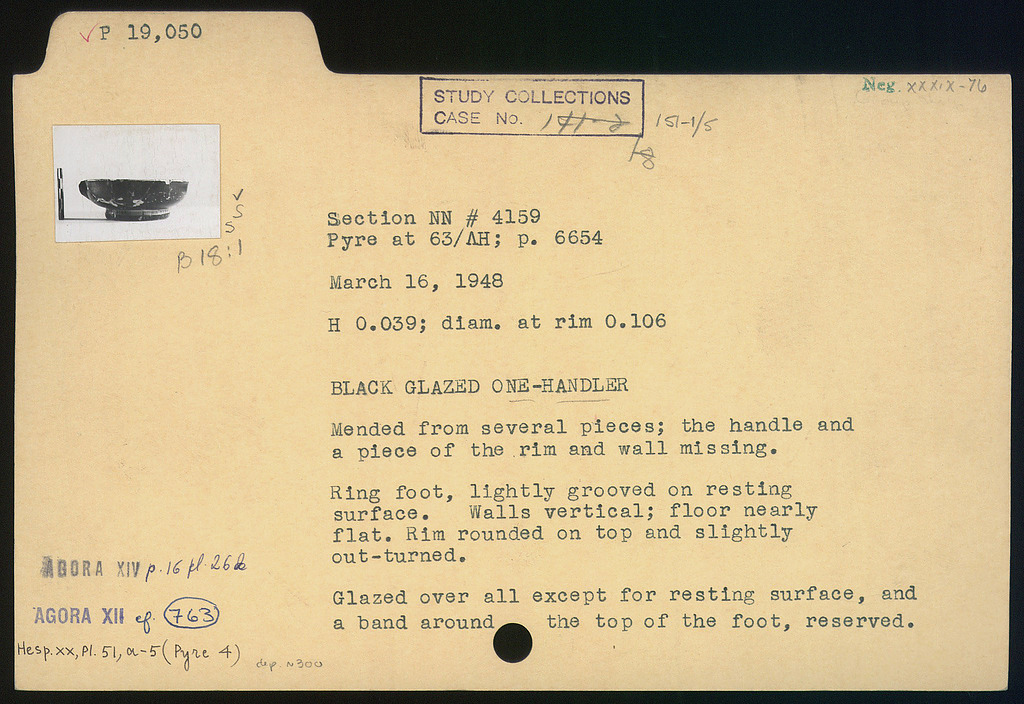 ✓ P 19,050
Neg. XXXIX-76
STUDY COLLECTIONS
CASE No. 151-1/5
18
S
S
B 18:1
Section NN # 4159
Pyre at 63/ΛH; p. 6654
March 16, 1948
H 0.039; diam. at rim 0.106
BLACK GLAZED ONE-HANDLER
Mended from several pieces; the handle and
a piece of the rim and wall missing.
Ring foot, lightly grooved on resting
surface. Walls vertical; floor nearly
flat. Rim rounded on top and slightly
out-turned.
Glazed over all except for resting surface, and
a band around the top of the foot, reserved.
AGORA XIV p. 16 pl. 26
AGORA XII cf. 763
Hesp. XX, Pl. 51, a-5 (Pyre 4)
dep. N300